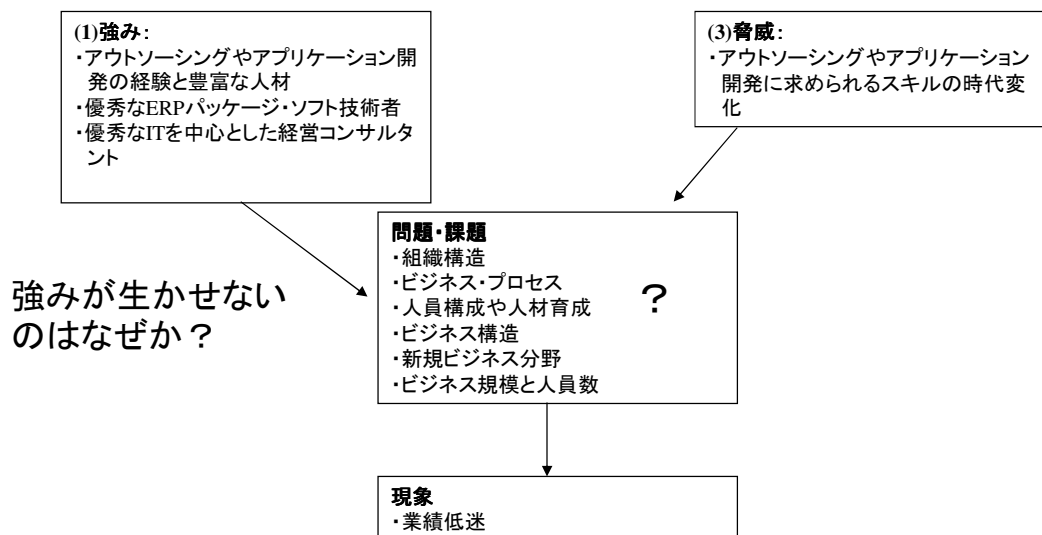 (1)強み:
・アウトソーシングやアプリケーション開
発の経験と豊富な人材
・優秀なERPパッケージ・ソフト技術者
・優秀なITを中心とした経営コンサルタ
ント
(3)脅威:
・アウトソーシングやアプリケーション
開発に求められるスキルの時代変
化
強みが生かせない
のはなぜか？
問題・課題
・組織構造
・ビジネス・プロセス
・人員構成や人材育成
・ビジネス構造
・新規ビジネス分野
・ビジネス規模と人員数
？
現象
・業績低迷